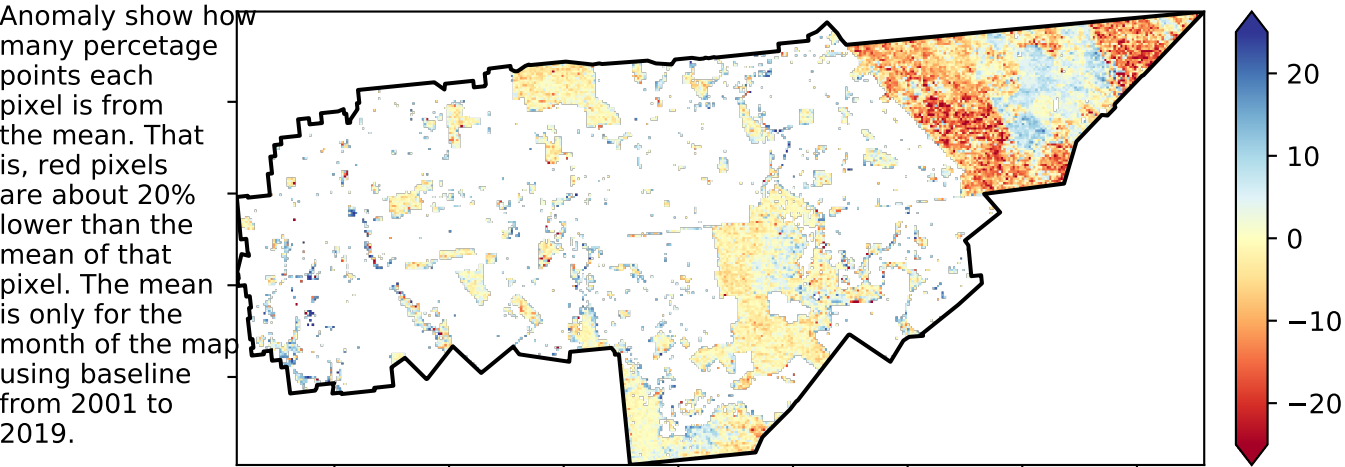 Anomaly show how
many percetage
points each
pixel is from
the mean. That
is, red pixels
are about 20%
lower than the
mean of that
pixel. The mean
is only for the
month of the map
using baseline
from 2001 to
2019.
20
10
0
−10
−20